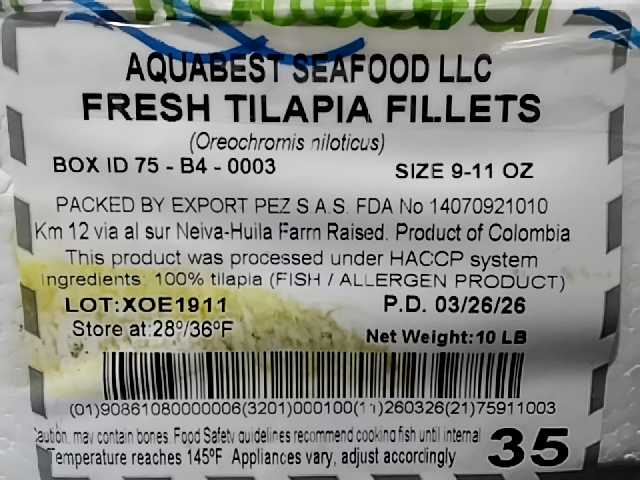 AQUABEST SEAFOOD LLC
FRESH TILAPIA FILLETS
(Oreochromis niloticus)
BOX ID 75 - B4 - 0003
SIZE 9-11 OZ
PACKED BY EXPORT PEZ S.A.S. FDA No 14070921010
Km 12 via al sur Neiva-Huila Farm Raised. Product of Colombia
This product was processed under HACCP system
Ingredients: 100% tilapia (FISH / ALLERGEN PRODUCT)
LOT:XOE1911
P.D. 03/26/26
Store at:28º/36ºF
Net Weight:10 LB
(01)90861080000006(3201)000100(11)260326(21)75911003
Caution, may contain bones. Food Safety guidelines recommend cooking fish until internal
Temperature reaches 145ºF Appliances vary, adjust accordingly
35